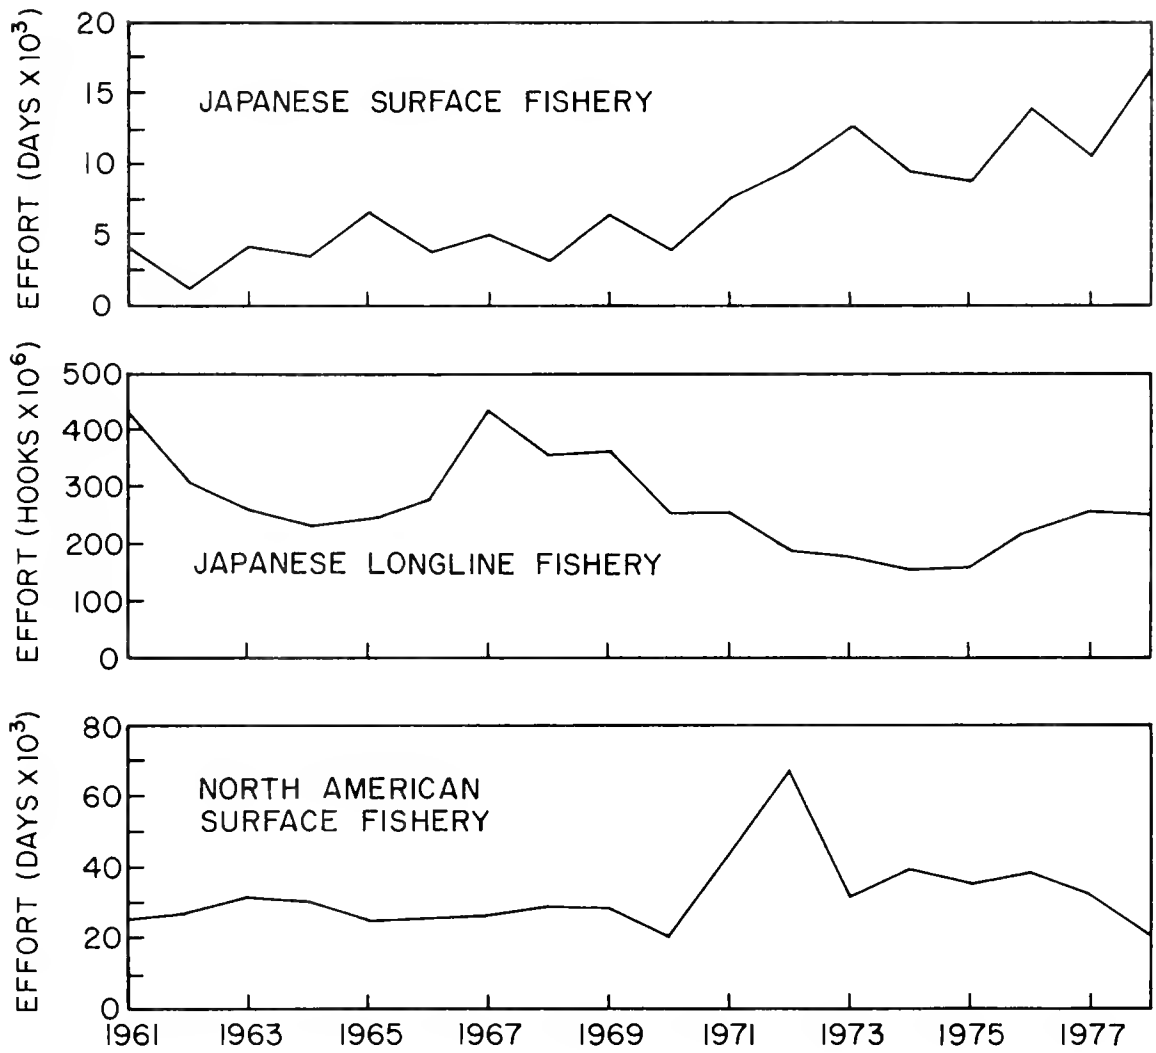 EFFORT (DAYS X 10³)
20
15
10
5
0
JAPANESE SURFACE FISHERY
EFFORT (HOOKS X 10⁶)
500
400
300
200
100
0
JAPANESE LONGLINE FISHERY
EFFORT (DAYS X 10³)
80
60
40
20
0
NORTH AMERICAN
SURFACE FISHERY
1961 1963 1965 1967 1969 1971 1973 1975 1977